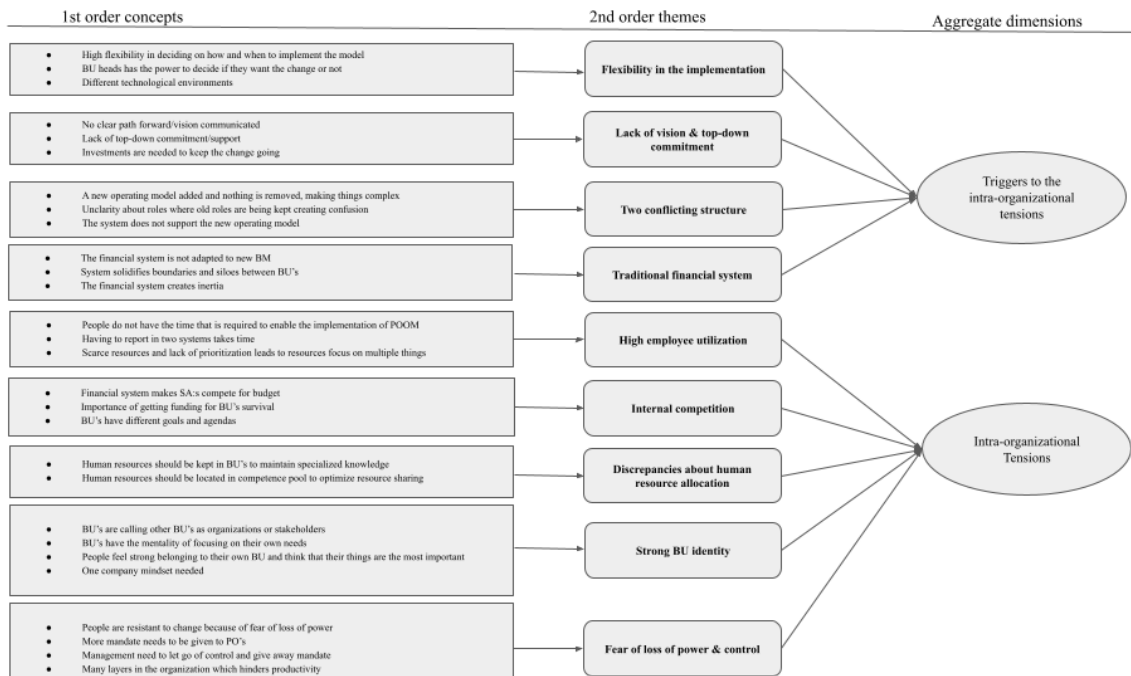 1st order concepts
2nd order themes
Aggregate dimensions
High flexibility in deciding on how and when to implement the model
BU heads has the power to decide if they want the change or not
Different technological environments
Flexibility in the implementation
No clear path forward/vision communicated
Lack of top-down commitment/support
Investments are needed to keep the change going
Lack of vision & top-down
commitment
A new operating model added and nothing is removed, making things complex
Unclarity about roles where old roles are being kept creating confusion
The system does not support the new operating model
Two conflicting structure
The financial system is not adapted to new BM
System solidifies boundaries and siloes between BU's
The financial system creates inertia
Traditional financial system
Triggers to the
intra-organizational
tensions
People do not have the time that is required to enable the implementation of POOM
Having to report in two systems takes time
Scarce resources and lack of prioritization leads to resources focus on multiple things
High employee utilization
Financial system makes SA:s compete for budget
Importance of getting funding for BU's survival
BU's have different goals and agendas
Internal competition
Human resources should be kept in BU's to maintain specialized knowledge
Human resources should be located in competence pool to optimize resource sharing
Discrepancies about human
resource allocation
BU's are calling other BU's as organizations or stakeholders
BU's have the mentality of focusing on their own needs
People feel strong belonging to their own BU and think that their things are the most important
One company mindset needed
Strong BU identity
People are resistant to change because of fear of loss of power
More mandate needs to be given to PO's
Management need to let go of control and give away mandate
Many layers in the organization which hinders productivity
Fear of loss of power & control
Intra-organizational
Tensions